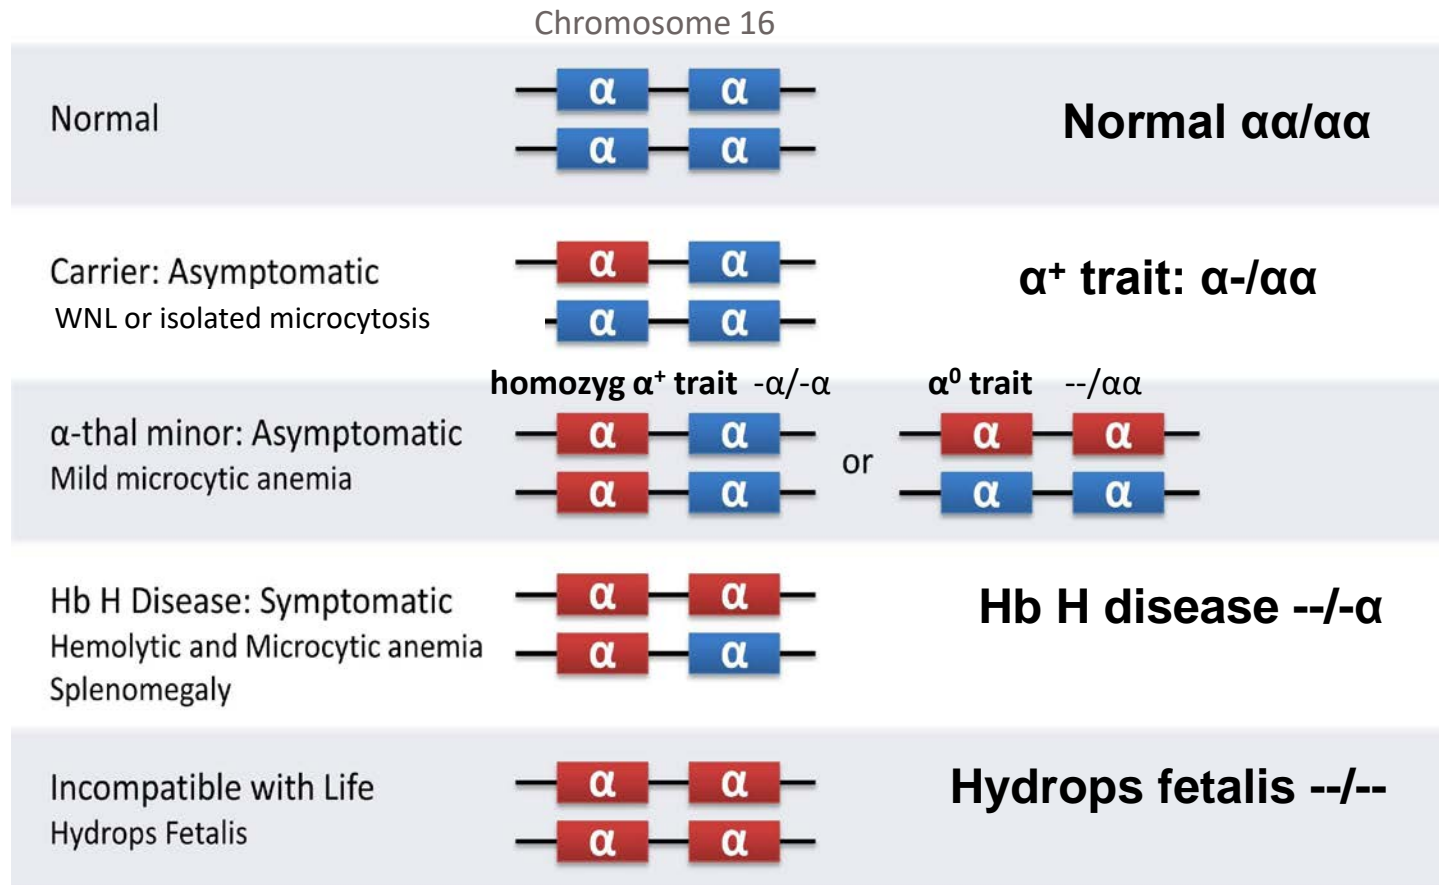 Chromosome 16
Normal
α α
α α
Normal αα/αα
Carrier: Asymptomatic
WNL or isolated microcytosis
α α
α α
α⁺ trait: α-/αα
homozyg α⁺ trait -α/-α
α⁰ trait --/αα
α-thal minor: Asymptomatic
Mild microcytic anemia
α α
α α
or
α α
α α
Hb H Disease: Symptomatic
Hemolytic and Microcytic anemia
Splenomegaly
α α
α α
Hb H disease --/-α
Incompatible with Life
Hydrops Fetalis
α α
α α
Hydrops fetalis --/--